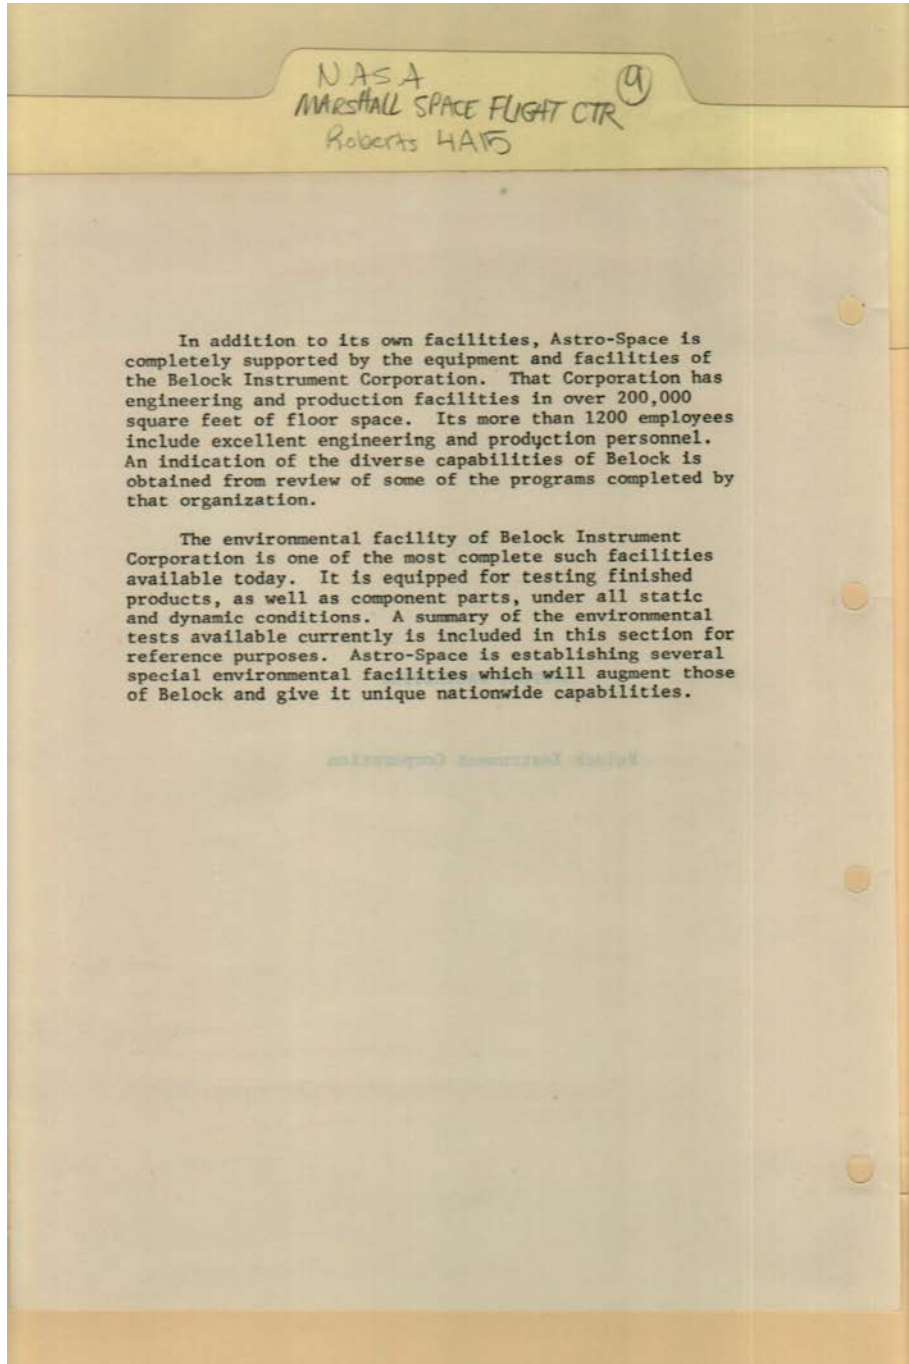 NASA
9
MARSHALL SPACE FLIGHT CTR
Roberts 4A15
In addition to its own facilities, Astro-Space is
completely supported by the equipment and facilities of
the Belock Instrument Corporation. That Corporation has
engineering and production facilities in over 200,000
square feet of floor space. Its more than 1200 employees
include excellent engineering and production personnel.
An indication of the diverse capabilities of Belock is
obtained from review of some of the programs completed by
that organization.
The environmental facility of Belock Instrument
Corporation is one of the most complete such facilities
available today. It is equipped for testing finished
products, as well as component parts, under all static
and dynamic conditions. A summary of the environmental
tests available currently is included in this section for
reference purposes. Astro-Space is establishing several
special environmental facilities which will augment those
of Belock and give it unique nationwide capabilities.
Belock Instrument Corporation